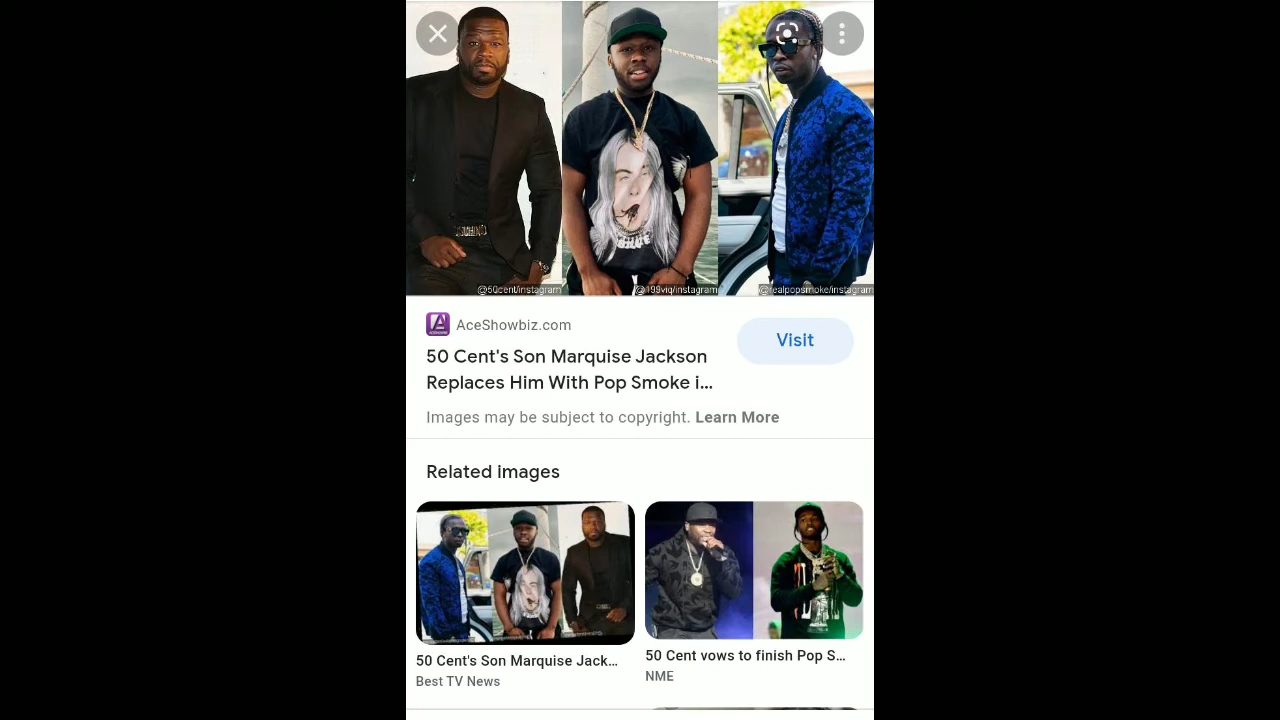 @50cent/instagram
@199viq/instagram
@realpopsmoke/instagram
AceShowbiz.com
Visit
50 Cent's Son Marquise Jackson
Replaces Him With Pop Smoke i...
Images may be subject to copyright. Learn More
Related images
50 Cent's Son Marquise Jack...
Best TV News
50 Cent vows to finish Pop S...
NME